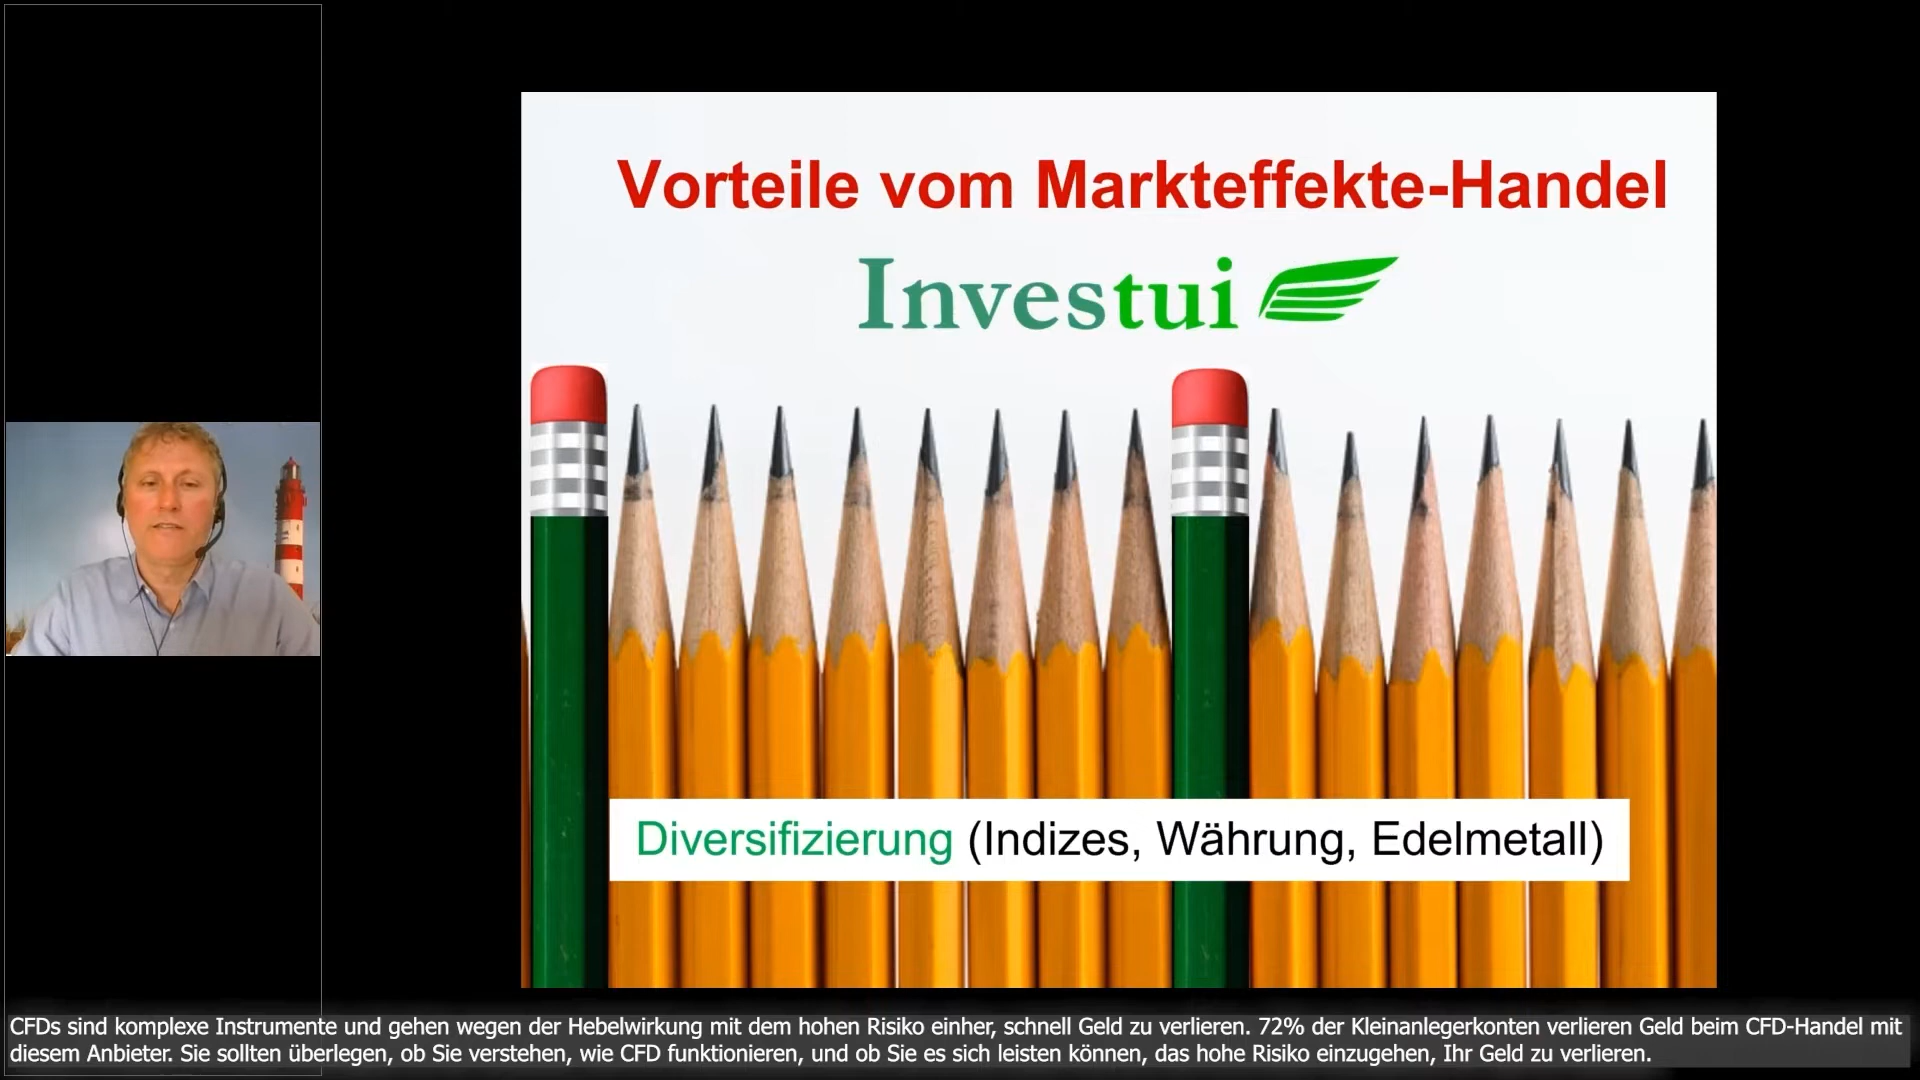 Vorteile vom Markteffekte-Handel
Investui
Diversifizierung (Indizes, Währung, Edelmetall)
CFDs sind komplexe Instrumente und gehen wegen der Hebelwirkung mit dem hohen Risiko einher, schnell Geld zu verlieren. 72% der Kleinanlegerkonten verlieren Geld beim CFD-Handel mit
diesem Anbieter. Sie sollten überlegen, ob Sie verstehen, wie CFD funktionieren, und ob Sie es sich leisten können, das hohe Risiko einzugehen, Ihr Geld zu verlieren.